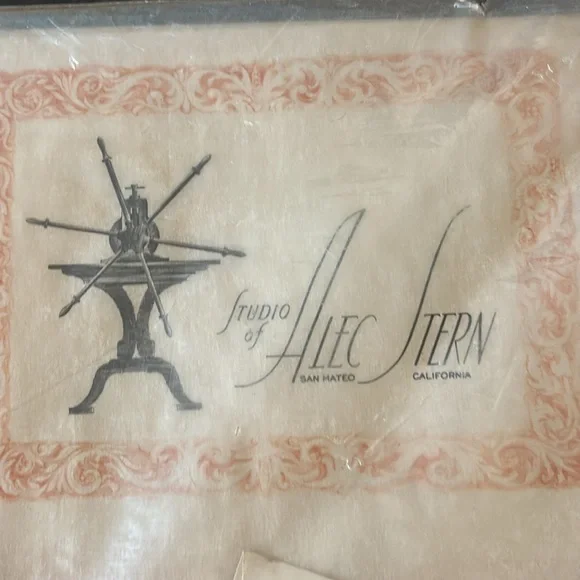 STUDIO
of
ALEC STERN
SAN MATEO CALIFORNIA